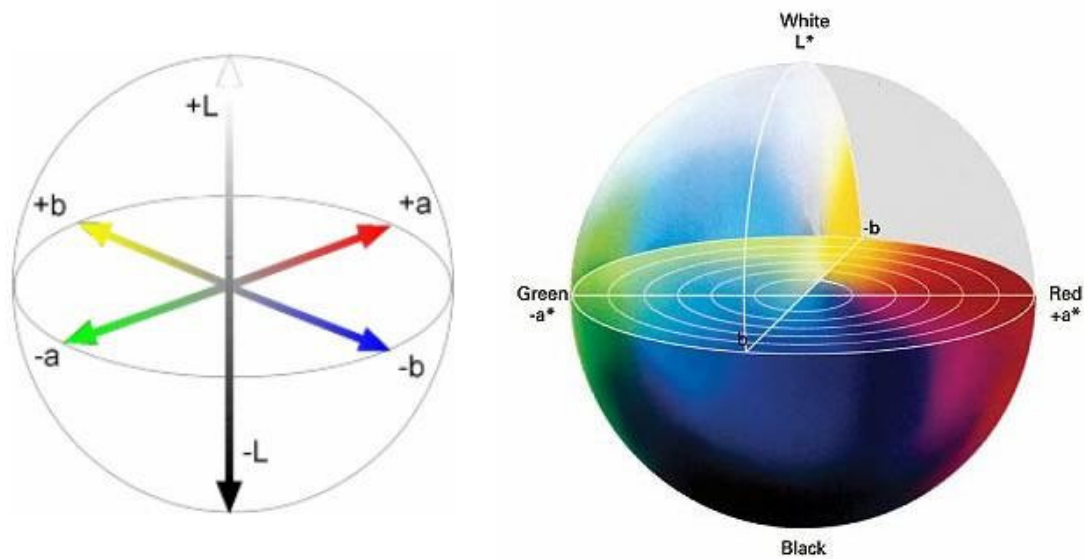 +L
+b
+a
-a
-b
-L
White
L*
-b
Green
-a*
Red
+a*
b
Black